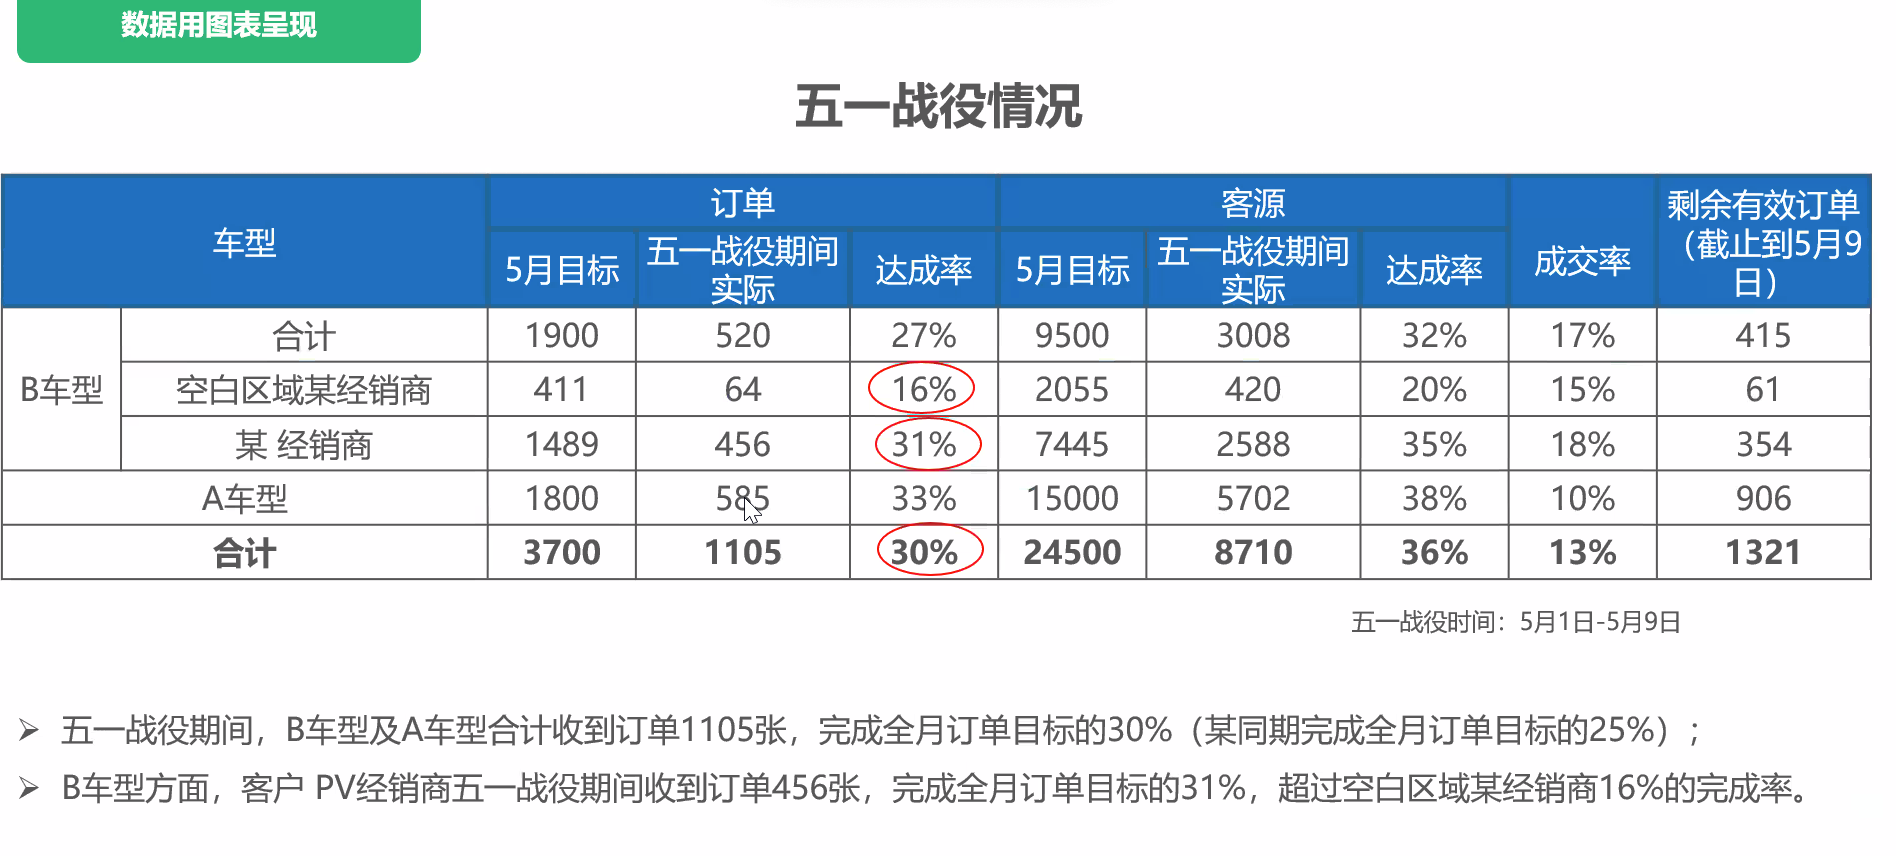 数据用图表呈现
五一战役情况
车型 订单 客源 成交率 剩余有效订单（截止到5月9日）
5月目标 五一战役期间实际 达成率 5月目标 五一战役期间实际 达成率
B车型 合计 1900 520 27% 9500 3008 32% 17% 415
空白区域某经销商 411 64 16% 2055 420 20% 15% 61
某 经销商 1489 456 31% 7445 2588 35% 18% 354
A车型 1800 585 33% 15000 5702 38% 10% 906
合计 3700 1105 30% 24500 8710 36% 13% 1321
五一战役时间：5月1日-5月9日
➢ 五一战役期间，B车型及A车型合计收到订单1105张，完成全月订单目标的30%（某同期完成全月订单目标的25%）；
➢ B车型方面，客户 PV经销商五一战役期间收到订单456张，完成全月订单目标的31%，超过空白区域某经销商16%的完成率。